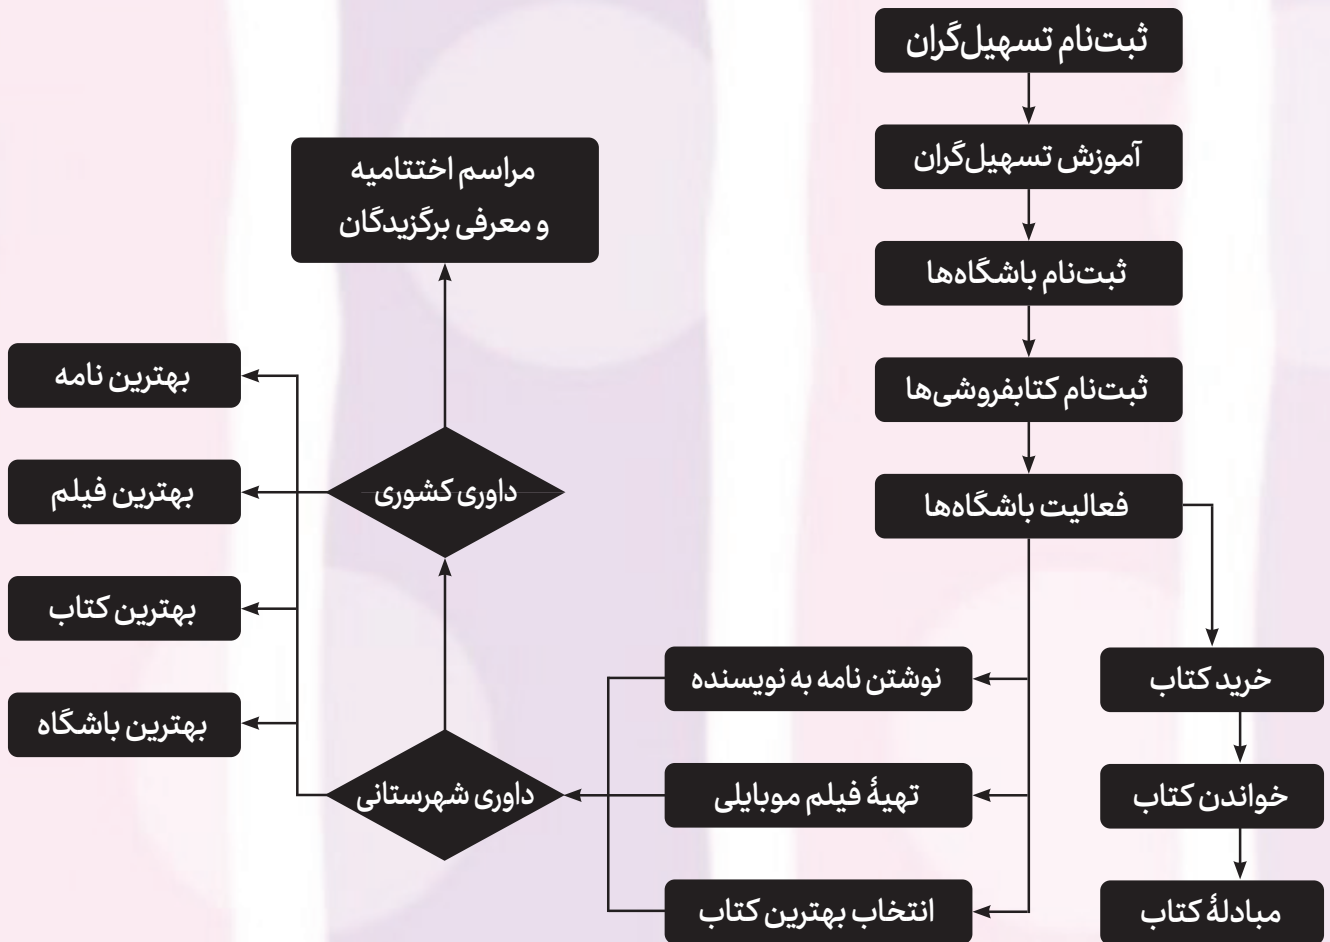 ثبت‌نام تسهیل‌گران
آموزش تسهیل‌گران
ثبت‌نام باشگاه‌ها
ثبت‌نام کتابفروشی‌ها
فعالیت باشگاه‌ها
خرید کتاب
خواندن کتاب
مبادلهٔ کتاب
نوشتن نامه به نویسنده
تهیهٔ فیلم موبایلی
انتخاب بهترین کتاب
داوری شهرستانی
داوری کشوری
مراسم اختتامیه
و معرفی برگزیدگان
بهترین نامه
بهترین فیلم
بهترین کتاب
بهترین باشگاه